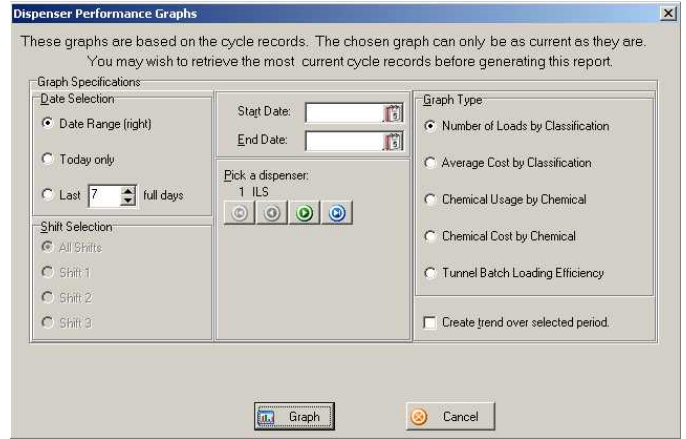 Dispenser Performance Graphs
These graphs are based on the cycle records. The chosen graph can only be as current as they are.
You may wish to retrieve the most current cycle records before generating this report.
Graph Specifications
Date Selection
Date Range (right)
Today only
Last 7 full days
Shift Selection
All Shifts
Shift 1
Shift 2
Shift 3
Start Date:
End Date:
Pick a dispenser:
1 ILS
Graph Type
Number of Loads by Classification
Average Cost by Classification
Chemical Usage by Chemical
Chemical Cost by Chemical
Tunnel Batch Loading Efficiency
Create trend over selected period.
Graph
Cancel